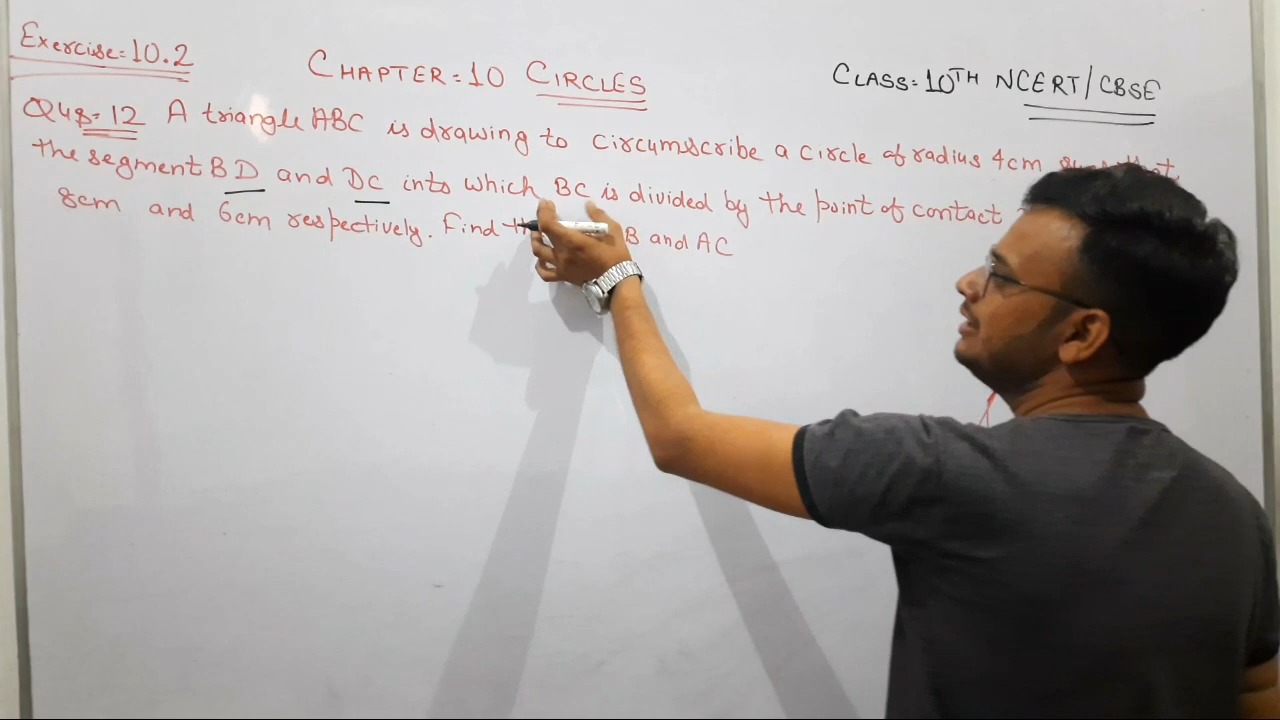 Exercise=10.2
CHAPTER=10 CIRCLES
CLASS=10TH NCERT/CBSE
Qus=12 A triangle ABC is drawing to circumscribe a circle of radius 4cm
the segment BD and DC into which BC is divided by the point of contact
8cm and 6cm respectively. Find B and AC